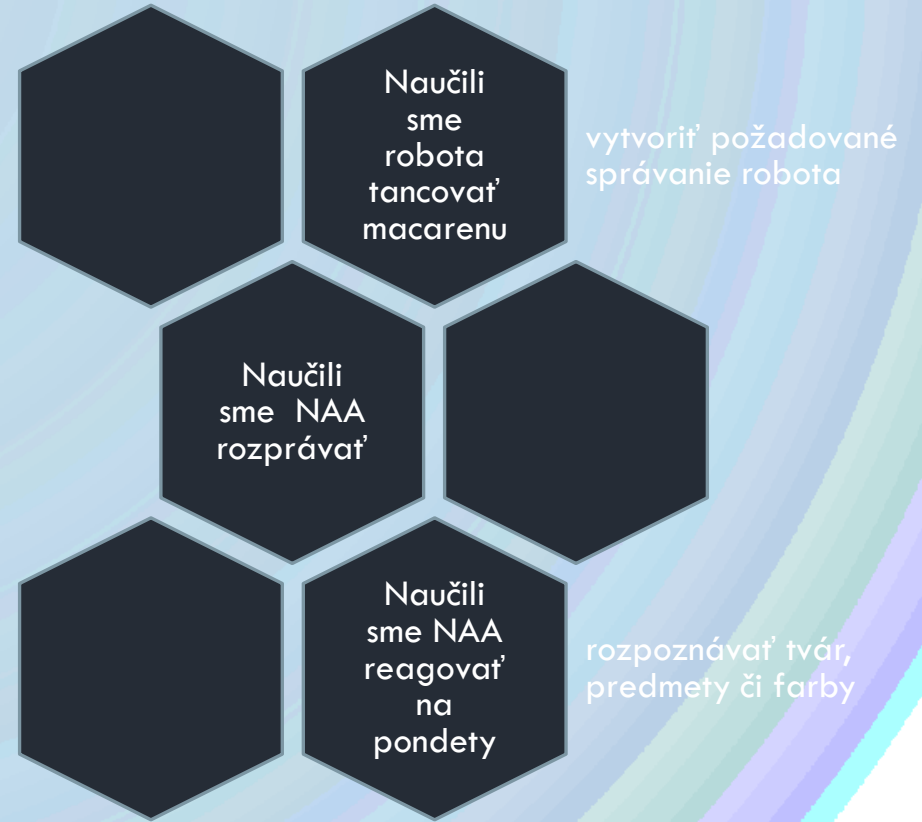 Naučili
sme
robota
tancovať
macarenu
vytvoriť požadované
správanie robota
Naučili
sme NAA
rozprávať
Naučili
sme NAA
reagovať
na
pondety
rozpoznávať tvár,
predmety či farby